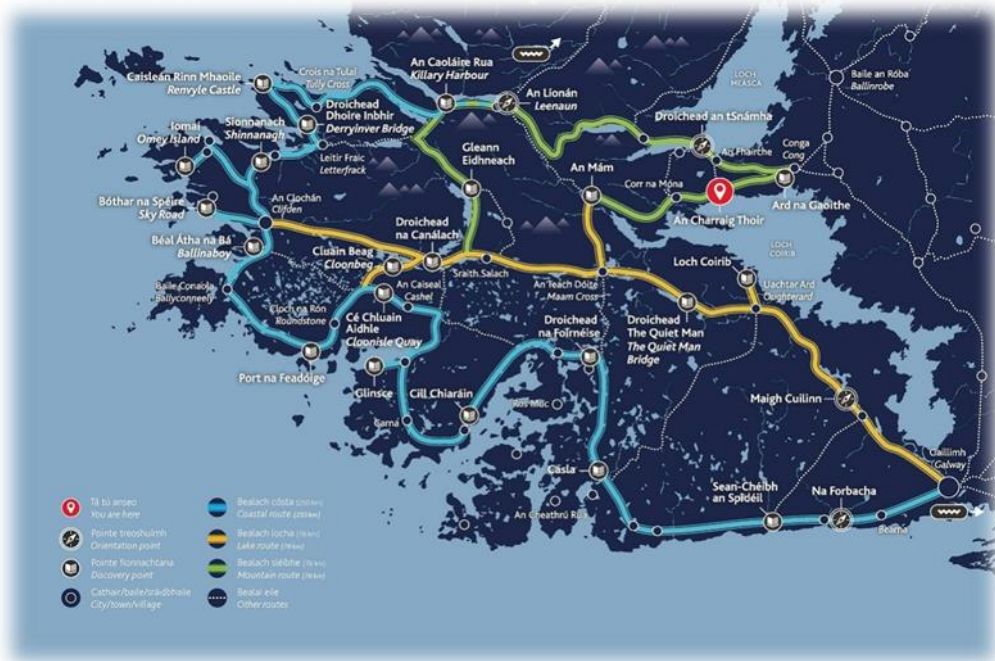 An Caoláire Rua
Killary Harbour
Crois na Tulaí
Tully Cross
Caisleán Rinn Mhaoile
Renvyle Castle
An Líonán
Leenaun
LOCH
MEASCA
Baile an Róba
Ballinrobe
Droichead
Dhoire Inbhir
Derryinver Bridge
Droichead an tSnámha
Sionnanach
Shinnanagh
Iomaí
Omey Island
Gleann
Eidhneach
An Fhairche
Conga
Cong
Leitir Fraic
Letterfrack
An Mám
Corr na Móna
Ard na Gaoithe
An Charraig Thoir
Bóthar na Spéire
Sky Road
An Clochán
Clifden
Droichead
na Canálach
Béal Átha na Bá
Ballinaboy
Cluain Beag
Cloonbeg
LOCH
COIRIB
Loch Coirib
Sraith Salach
An Teach Dóite
Maam Cross
Uachtar Ard
Oughterard
Baile Conaola
Ballyconneely
An Caiseal
Cashel
Cloch na Rón
Roundstone
Cé Chluain
Aidhle
Cloonisle Quay
Droichead
na Foirnéise
Droichead
The Quiet Man
The Quiet Man
Bridge
Port na Feadóige
Glinsce
Cill Chiaráin
Maigh Cuilinn
Ros Muc
Carna
Gaillimh
Galway
Casla
Sean-Chéibh
an Spidéil
Na Forbacha
An Cheathrú Rua
Bearna
Tá tú anseo
You are here
Pointe treoshuímh
Orientation point
Pointe fionnachtana
Discovery point
Cathair/baile/sráidbhaile
City/town/village
Bealach cósta
Coastal route
Bealach locha
Lake route
Bealach sléibhe
Mountain route
Bealaí eile
Other routes